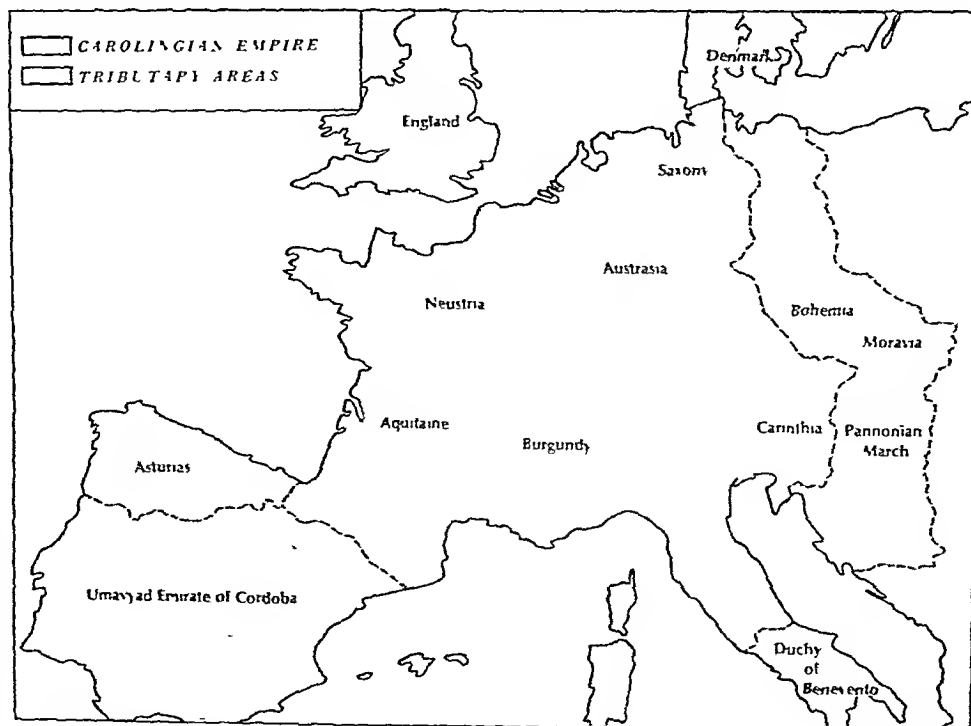 CAROLINGIAN EMPIRE
TRIBUTAPY AREAS
Denmark
England
Saxony
Austrasia
Neustria
Bohemia
Moravia
Aquitaine
Burgundy
Carinthia
Pannonian
March
Asturias
Umayyad Emirate of Cordoba
Duchy
of
Benevento